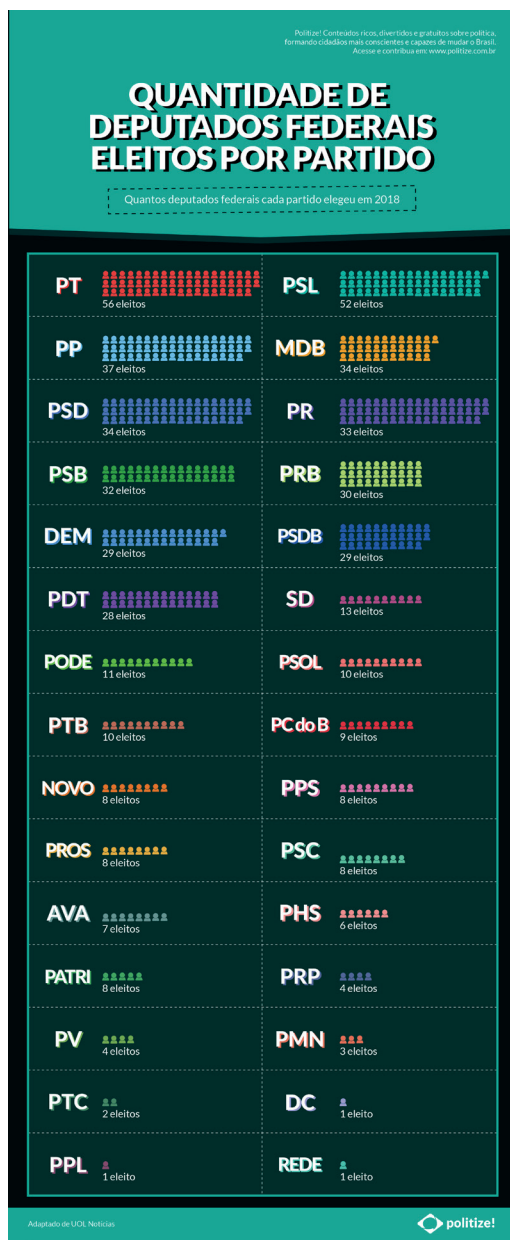 Politize! Conteúdos ricos, divertidos e gratuitos sobre política,
formando cidadãos mais conscientes e capazes de mudar o Brasil.
Acesse e contribua em: www.politize.com.br
QUANTIDADE DE
DEPUTADOS FEDERAIS
ELEITOS POR PARTIDO
Quantos deputados federais cada partido elegeu em 2018
PT
56 eleitos
PSL
52 eleitos
PP
37 eleitos
MDB
34 eleitos
PSD
34 eleitos
PR
33 eleitos
PSB
32 eleitos
PRB
30 eleitos
DEM
29 eleitos
PSDB
29 eleitos
PDT
28 eleitos
SD
13 eleitos
PODE
11 eleitos
PSOL
10 eleitos
PTB
10 eleitos
PC do B
9 eleitos
NOVO
8 eleitos
PPS
8 eleitos
PROS
8 eleitos
PSC
8 eleitos
AVA
7 eleitos
PHS
6 eleitos
PATRI
8 eleitos
PRP
4 eleitos
PV
4 eleitos
PMN
3 eleitos
PTC
2 eleitos
DC
1 eleito
PPL
1 eleito
REDE
1 eleito
Adaptado de UOL Notícias
politize!